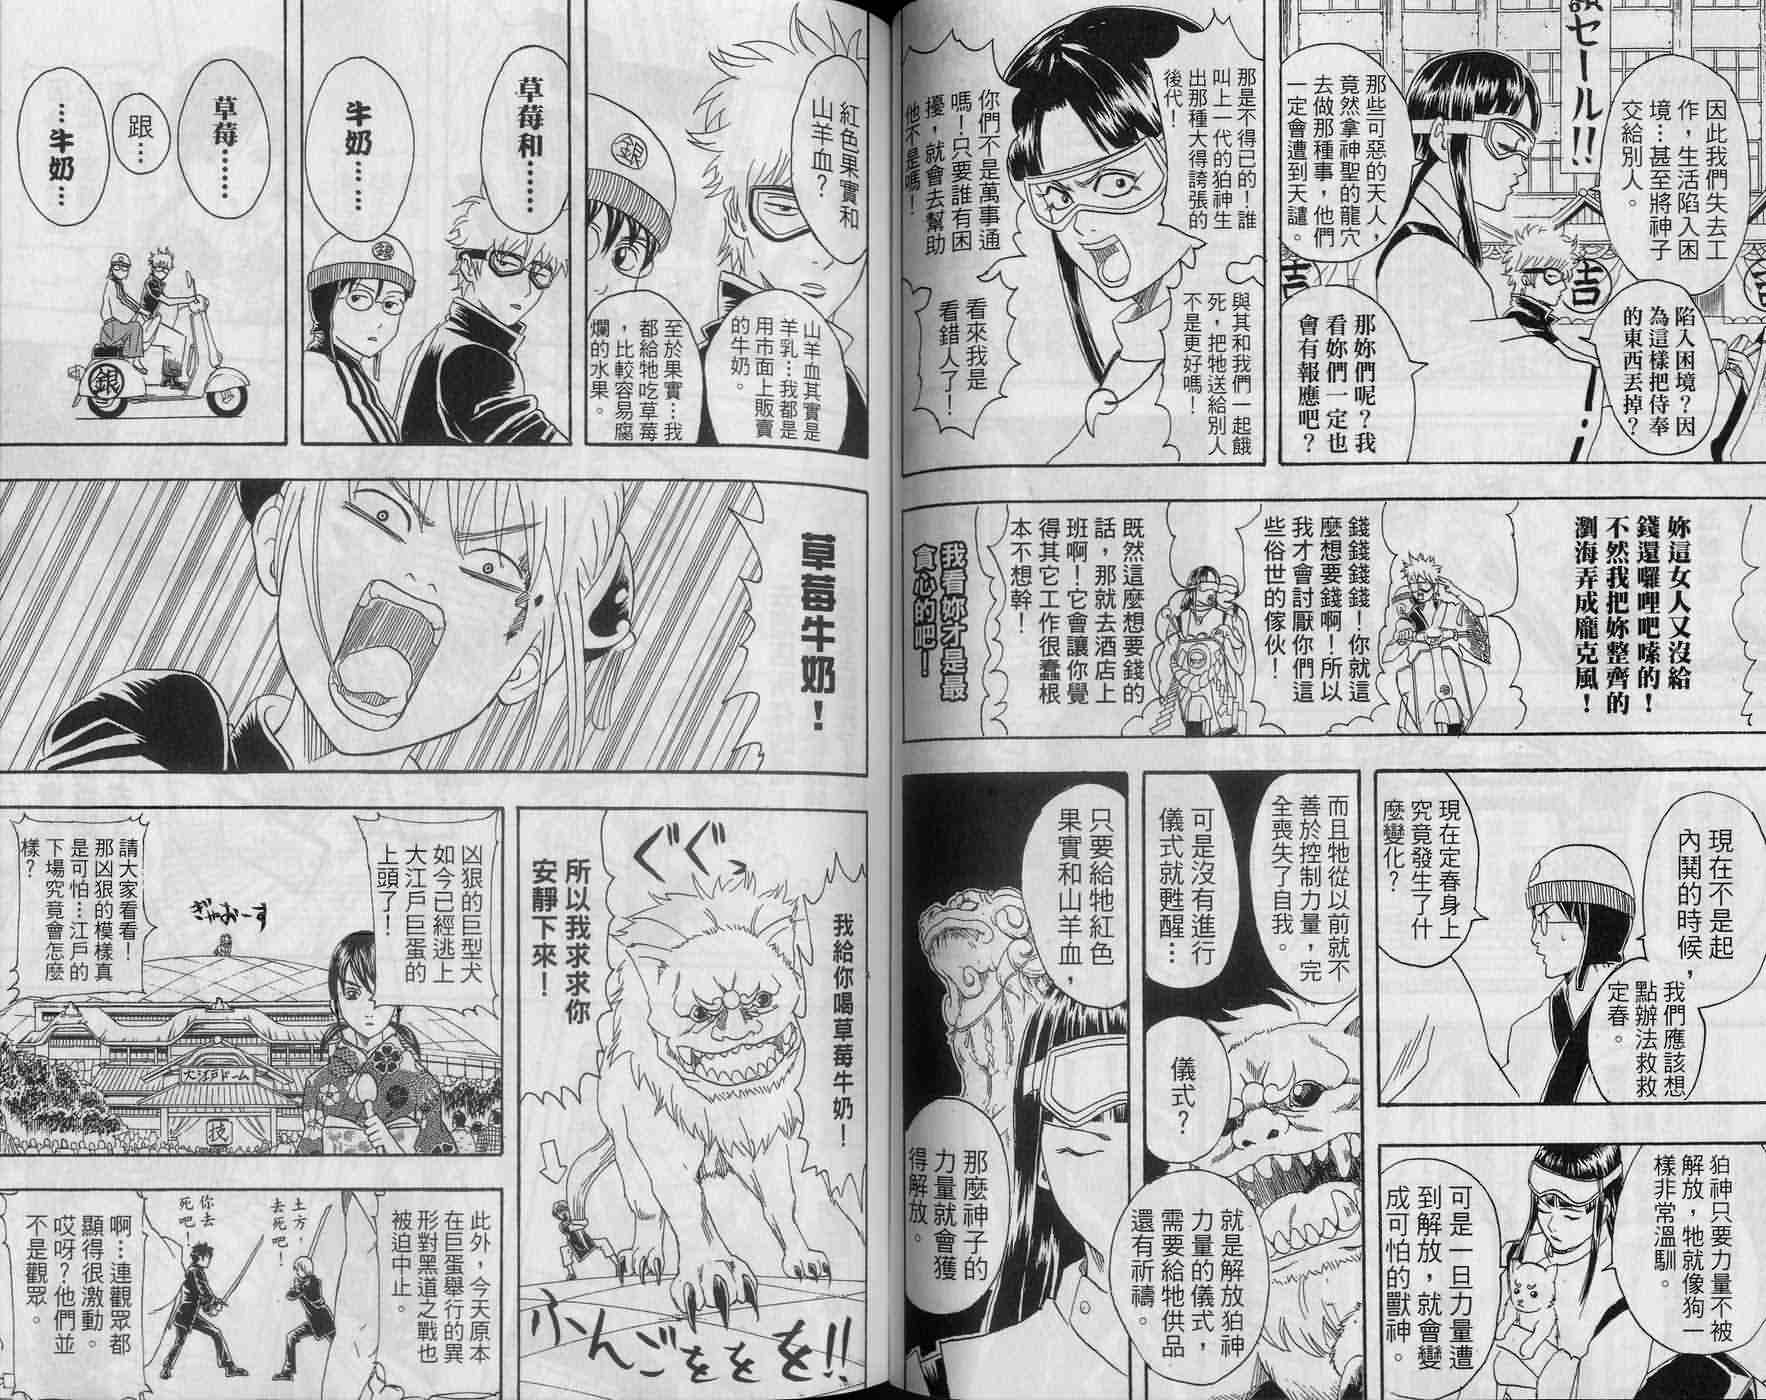 額セール!!
因此我們失去工
作，生活陷入困
境…甚至將神子
交給別人。
那些可惡的天人，
竟然拿神聖的龍穴
去做那種事，他們
一定會遭到天譴。
吉
吉
吉
陷入困境？因
為這樣把侍奉
的東西丟掉？
那妳們呢？我
看妳們一定也
會有報應吧？
那是不得已的！誰
叫上一代的狛神生
出那種大得誇張的
後代！
與其和我們一起餓
死，把牠送給別人
不是更好嗎！
你們不是萬事通
嗎！只要誰有困
擾，就會去幫助
他不是嗎！
看來我是
看錯人了！
妳這女人又沒給
錢還囉哩吧嗦的！
不然我把妳整齊的
瀏海弄成龐克風！
錢錢錢錢！你就這
麼想要錢啊！所以
我才會討厭你們這
些俗世的傢伙！
既然這麼想要錢的
話，那就去酒店上
班啊！它會讓你覺
得其它工作很蠢根
本不想幹！
我看妳才是最
貪心的吧！
現在不是起
內鬨的時候，
我們應該想
點辦法救救
定春。
現在定春身上
究竟發生了什
麼變化？
狛神只要力量不被
解放，牠就像狗一
樣非常溫馴。
可是一旦力量遭
到解放，就會變
成可怕的獸神。
而且牠從以前就不
善於控制力量，完
全喪失了自我。
可是沒有進行
儀式就甦醒…
儀式？
就是解放狛神
力量的儀式，
需要給牠供品
還有祈禱。
只要給牠紅色
果實和山羊血，
那麼神子的
力量就會獲
得解放。
紅色果實和
山羊血？
銀
山羊血其實是
羊乳…我都是
用市面上販賣
的牛奶。
至於果實…我
都給牠吃草莓
，比較容易腐
爛的水果。
草莓和……
牛奶……
銀
草莓……
跟…
…牛奶…
銀
草莓牛奶！
我給你喝草莓牛奶！
ぐぐっ
所以我求求你
安靜下來！
ふんごををを!!
凶狠的巨型犬
如今已經逃上
大江戶巨蛋的
上頭了！
請大家看看！
那凶狠的模樣真
是可怕…江戶的
下場究竟會怎麼
樣？
ぎゃおーす
大江戸ドーム
技
此外，今天原本
在巨蛋舉行的異
形對黑道之戰也
被迫中止。
土方，
去死吧！
你去
死吧！
啊…連觀眾都
顯得很激動。
哎呀？他們並
不是觀眾。